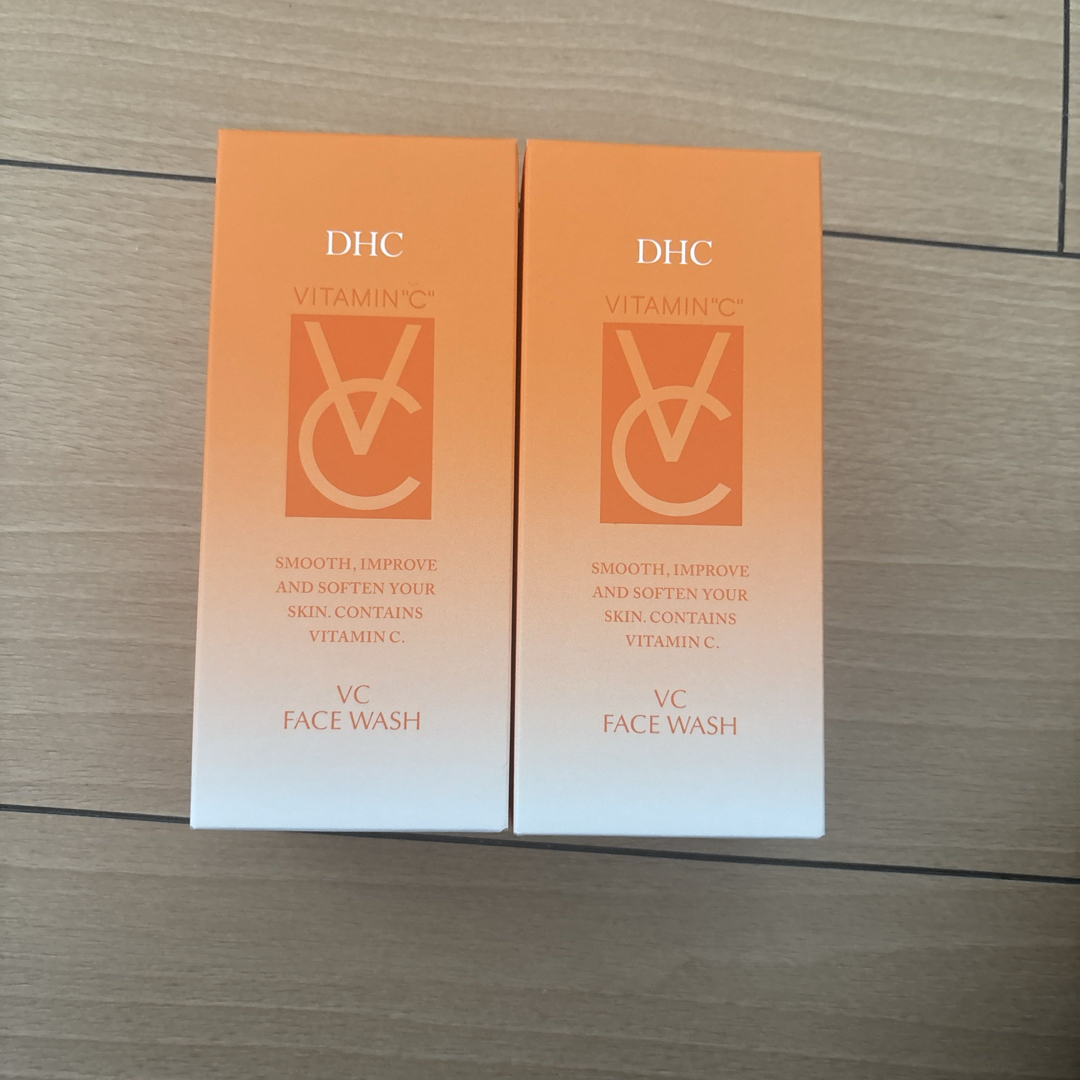 DHC
VITAMIN"C"
VC
SMOOTH, IMPROVE
AND SOFTEN YOUR
SKIN. CONTAINS
VITAMIN C.
VC
FACE WASH
DHC
VITAMIN"C"
VC
SMOOTH, IMPROVE
AND SOFTEN YOUR
SKIN. CONTAINS
VITAMIN C.
VC
FACE WASH